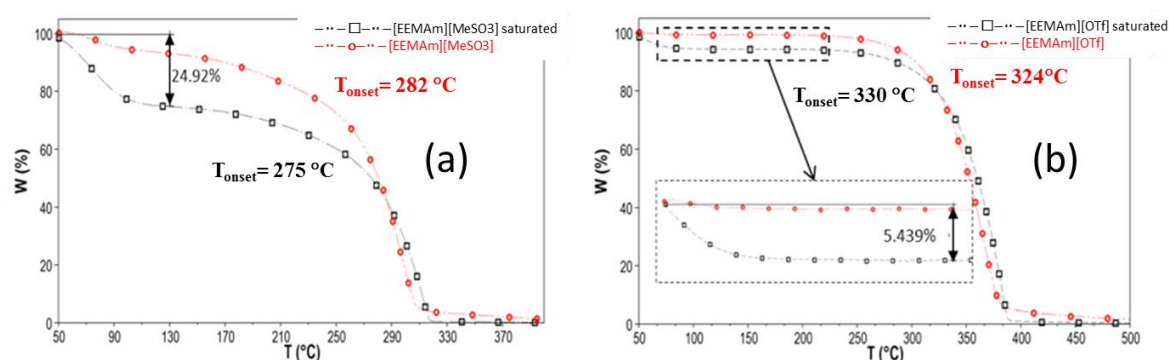 [EEMAm][MeSO3] saturated
[EEMAm][MeSO3]
100
80
60
40
20
0
W (%)
24.92%
Tonset= 282 °C
Tonset= 275 °C
(a)
50 90 130 170 210 250 290 330 370
T (°C)
[EEMAm][OTf] saturated
[EEMAm][OTf]
100
80
60
40
20
0
W (%)
Tonset= 330 °C
Tonset= 324°C
(b)
5.439%
50 100 150 200 250 300 350 400 450 500
T (°C)